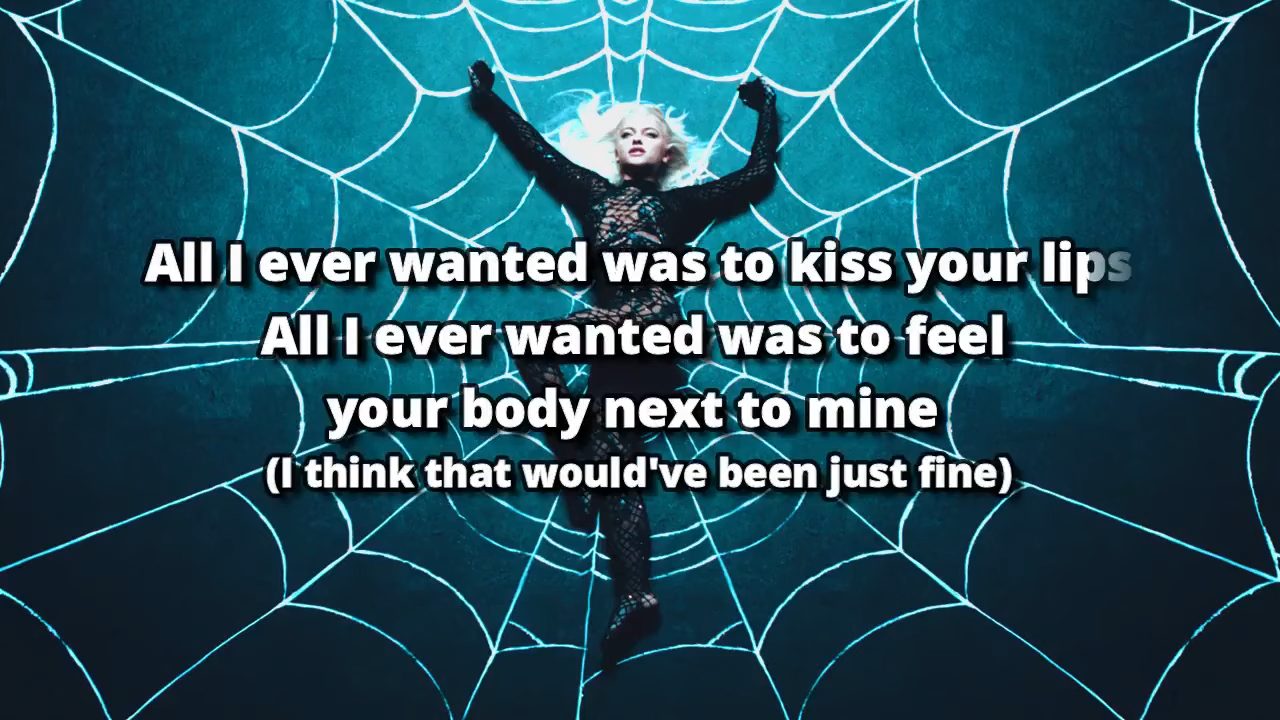 All I ever wanted was to kiss your lips
All I ever wanted was to feel
your body next to mine
(I think that would've been just fine)